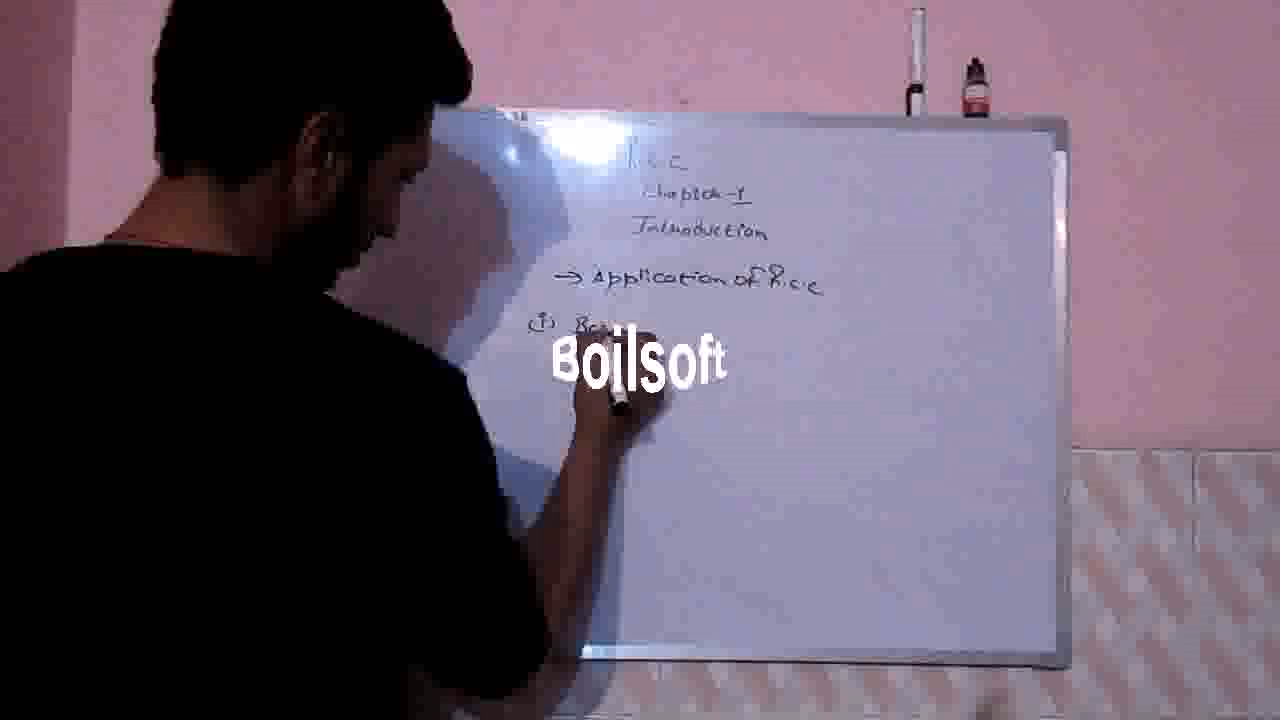 R.c.c
Chapter-1
Introduction
→ Application of R.c.c
(i)
Boilsoft